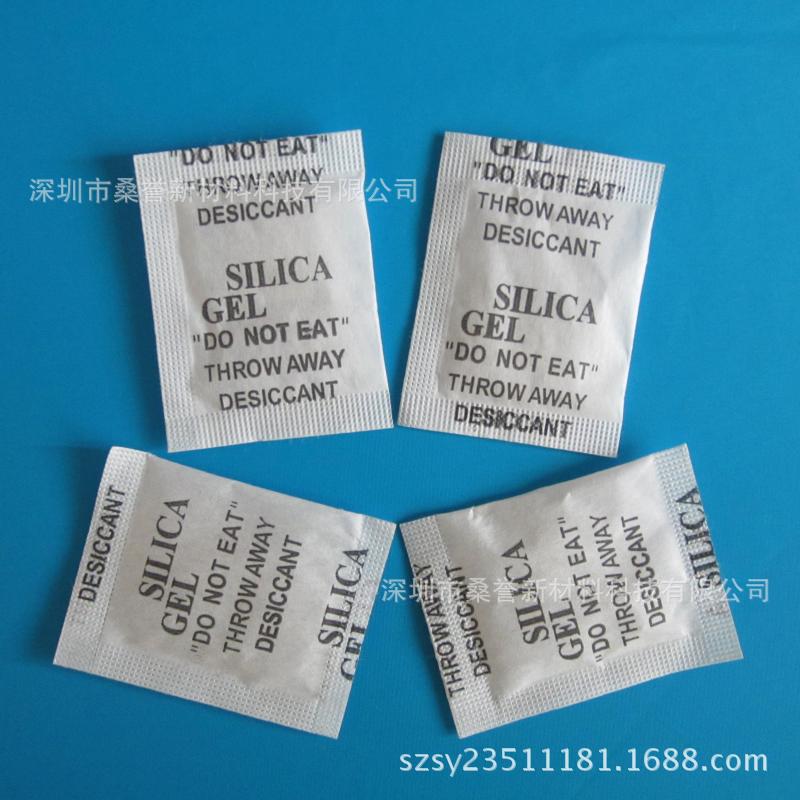 "DO NOT EAT"
THROW AWAY
DESICCANT
SILICA
GEL
"DO NOT EAT"
THROW AWAY
DESICCANT
GEL
"DO NOT EAT"
THROW AWAY
DESICCANT
SILICA
GEL
"DO NOT EAT"
THROW AWAY
DESICCANT
深圳市桑誉新材料科技有限公司
DESICCANT
SILICA
GEL
"DO NOT EAT"
THROW AWAY
DESICCANT
SILICA
GEL
THROW AWAY
DESICCANT
SILICA
GEL
"DO NOT EAT"
THROW AWAY
DESICCANT
SILICA
深圳市桑誉新材料科技有限公司
szsy23511181.1688.com